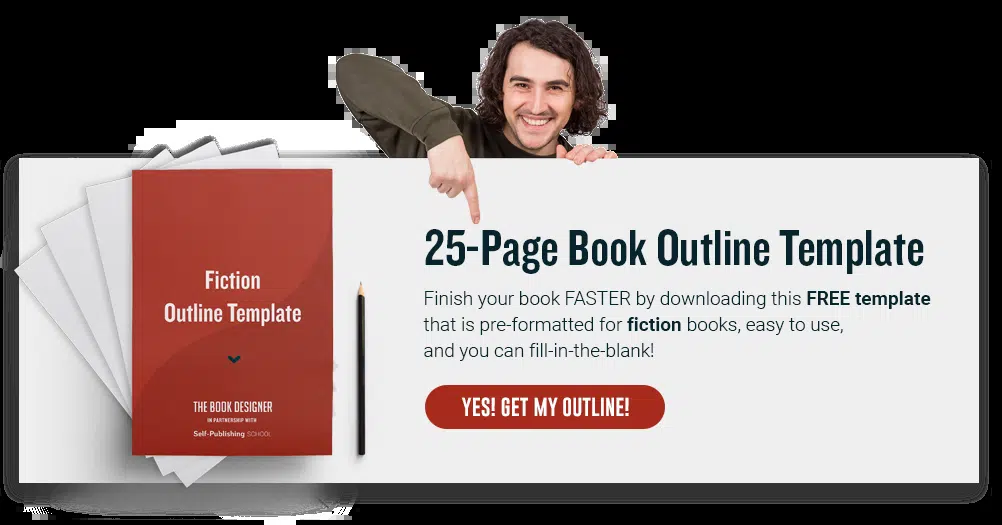 Fiction
Outline Template
THE BOOK DESIGNER
IN PARTNERSHIP WITH
Self-Publishing SCHOOL
25-Page Book Outline Template
Finish your book FASTER by downloading this FREE template
that is pre-formatted for fiction books, easy to use,
and you can fill-in-the-blank!
YES! GET MY OUTLINE!